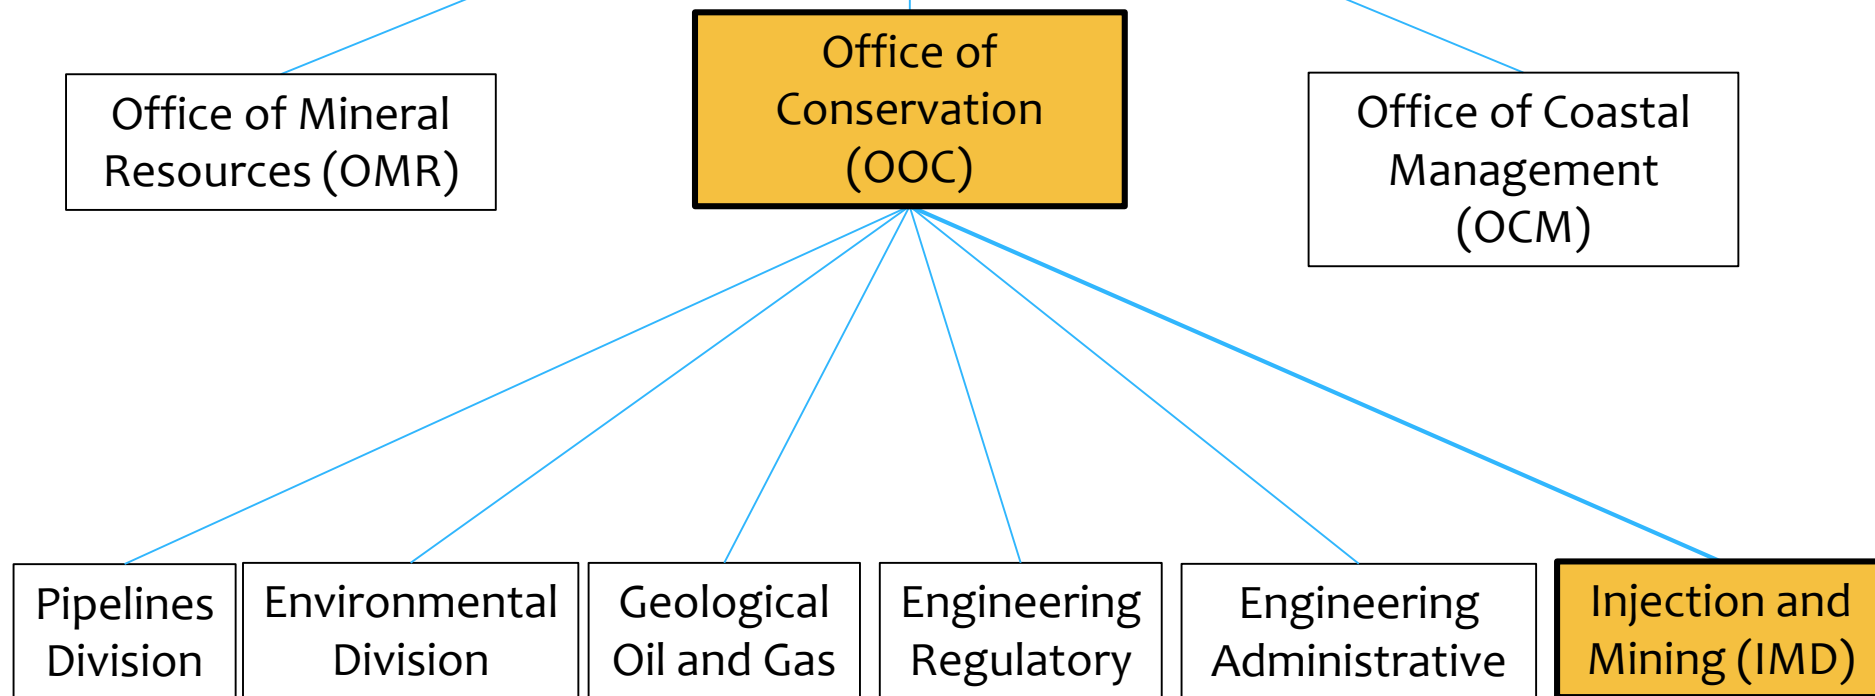 Office of Mineral
Resources (OMR)
Office of
Conservation
(OOC)
Office of Coastal
Management
(OCM)
Pipelines
Division
Environmental
Division
Geological
Oil and Gas
Engineering
Regulatory
Engineering
Administrative
Injection and
Mining (IMD)